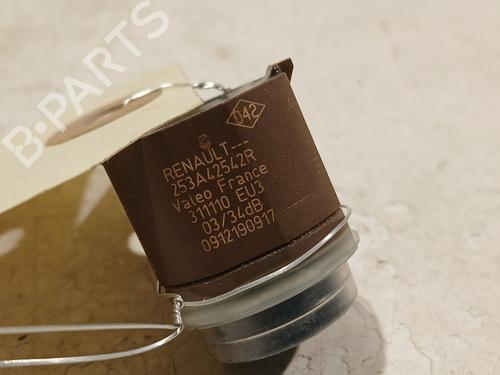 B-PARTS
042
RENAULT---
253A42542R
Valeo France
311110 EU3
03/34dB
0912190917